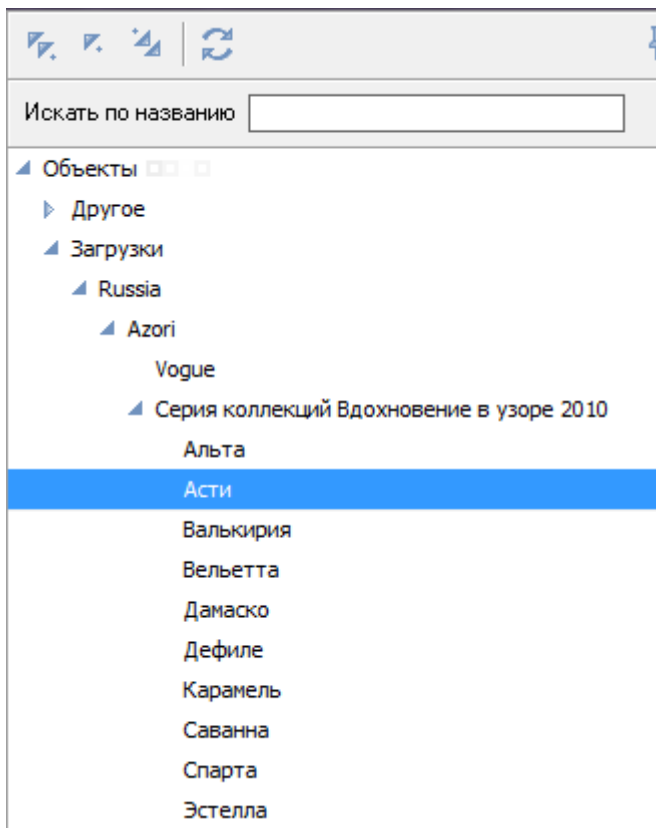 Искать по названию
Объекты
Другое
Загрузки
Russia
Azori
Vogue
Серия коллекций Вдохновение в узоре 2010
Альта
Асти
Валькирия
Вельетта
Дамаско
Дефиле
Карамель
Саванна
Спарта
Эстелла